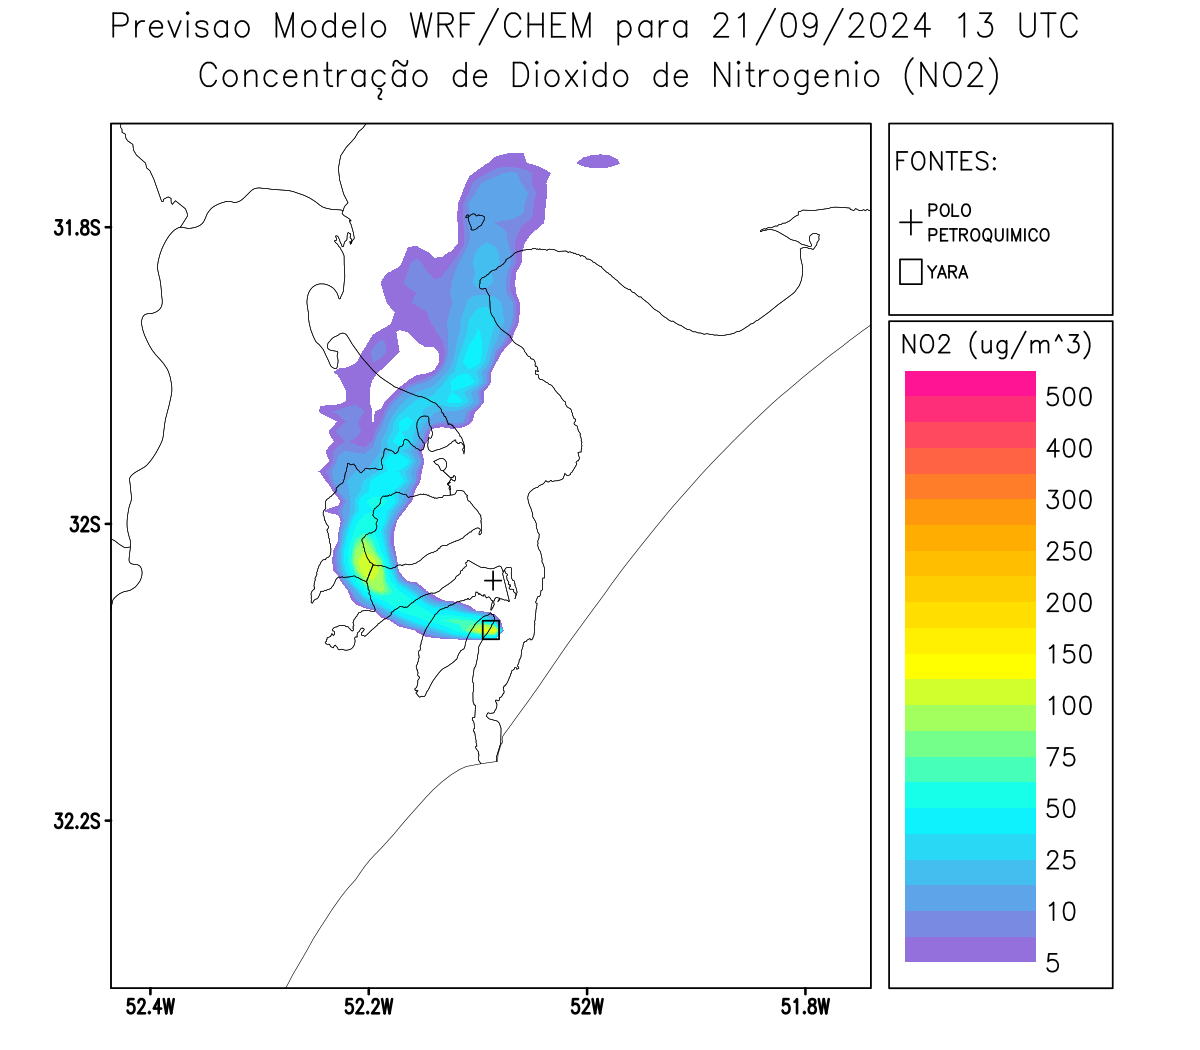 Previsao Modelo WRF/CHEM para 21/09/2024 13 UTC
Concentração de Dioxido de Nitrogenio (NO2)
31.8S
32S
32.2S
52.4W
52.2W
52W
51.8W
FONTES:
POLO
PETROQUIMICO
YARA
NO2 (ug/m^3)
500
400
300
250
200
150
100
75
50
25
10
5